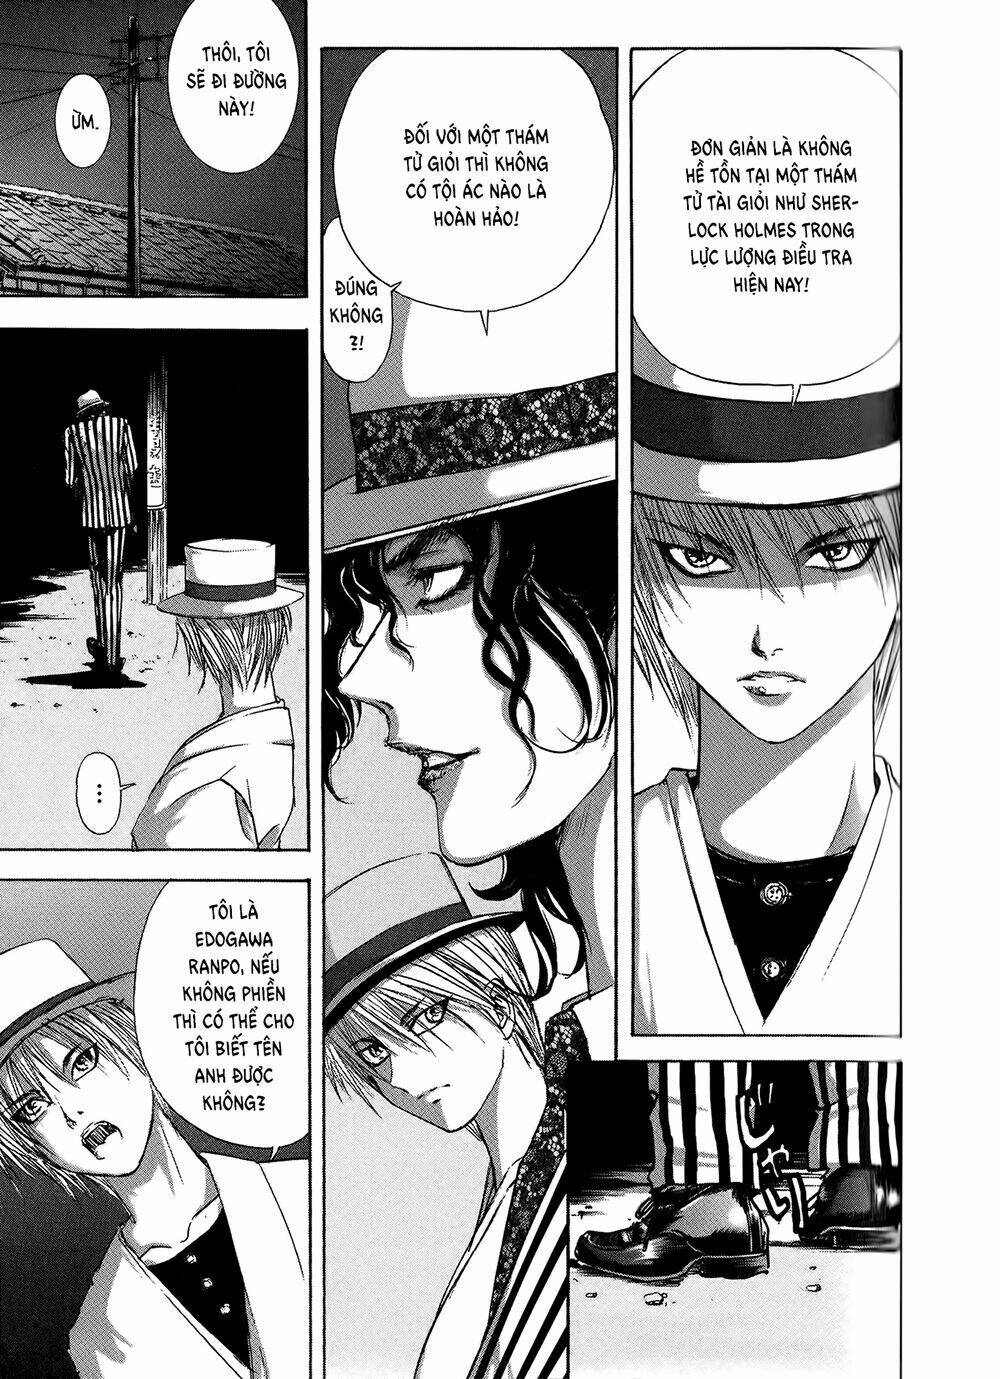 ĐƠN GIẢN LÀ KHÔNG
HỀ TỒN TẠI MỘT THÁM
TỬ TÀI GIỎI NHƯ SHER-
LOCK HOLMES TRONG
LỰC LƯỢNG ĐIỀU TRA
HIỆN NAY!
ĐỐI VỚI MỘT THÁM
TỬ GIỎI THÌ KHÔNG
CÓ TỘI ÁC NÀO LÀ
HOÀN HẢO!
ĐÚNG
KHÔNG
?!
THÔI, TÔI
SẼ ĐI ĐƯỜNG
NÀY!
ỪM.
...
TÔI LÀ
EDOGAWA
RANPO, NẾU
KHÔNG PHIỀN
THÌ CÓ THỂ CHO
TÔI BIẾT TÊN
ANH ĐƯỢC
KHÔNG?